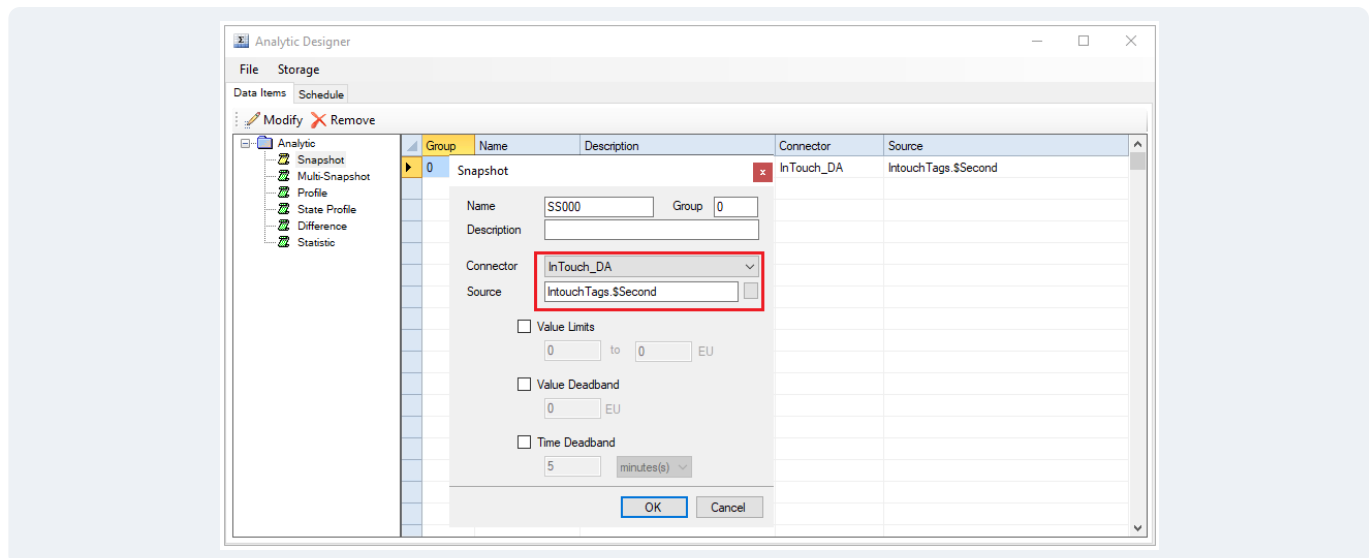 Analytic Designer
File Storage
Data Items Schedule
Modify Remove
Analytic
Snapshot
Multi-Snapshot
Profile
State Profile
Difference
Statistic
Group Name Description Connector Source
0 InTouch_DA IntouchTags.$Second
Snapshot x
Name SS000 Group 0
Description
Connector InTouch_DA
Source IntouchTags.$Second
Value Limits
0 to 0 EU
Value Deadband
0 EU
Time Deadband
5 minutes(s)
OK Cancel